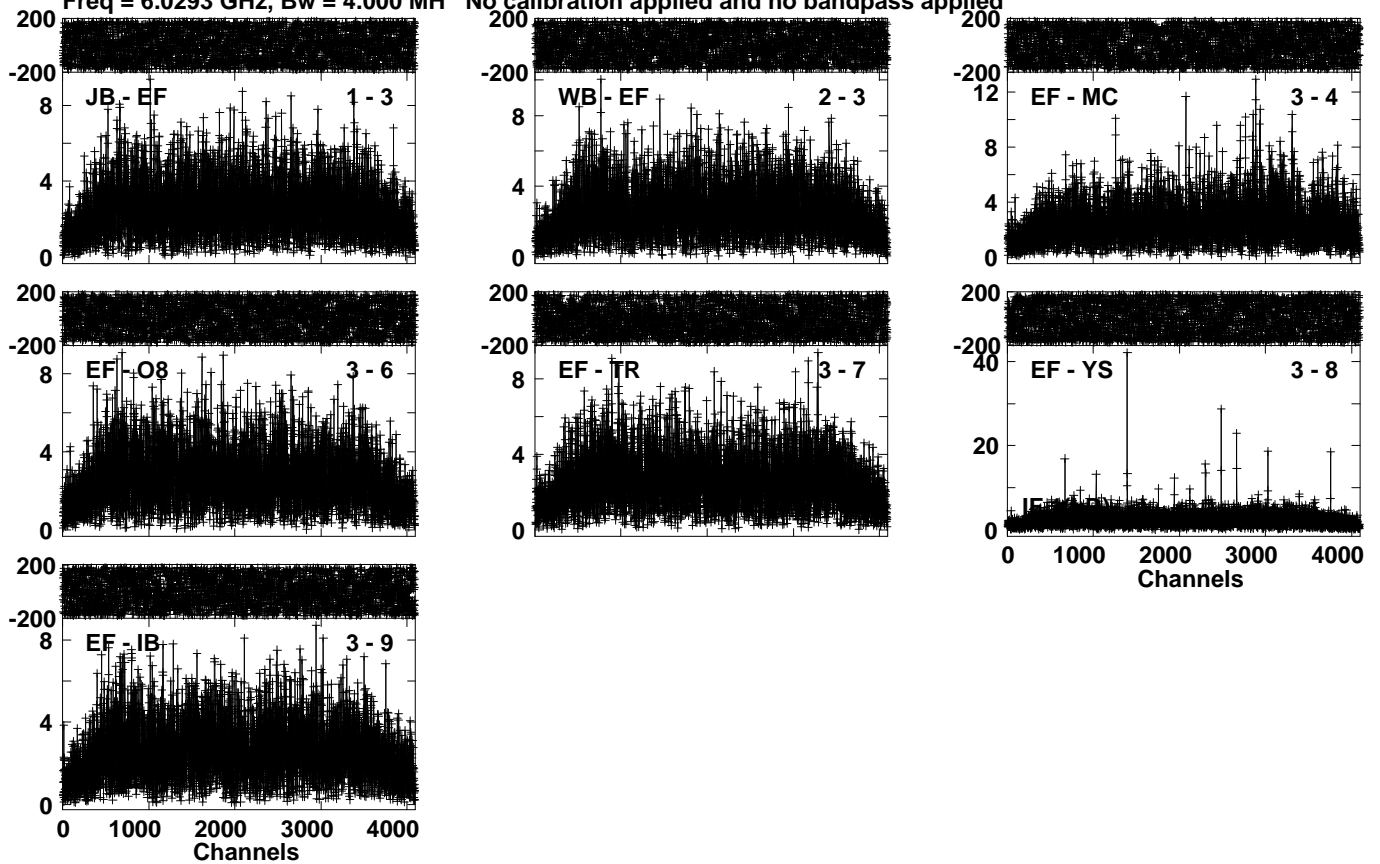 Freq = 6.0293 GHz, Bw = 4.000 MH No calibration applied and no bandpass applied
200 200 200
-200 -200 -200
JB - EF 1 - 3 WB - EF 2 - 3 EF - MC 3 - 4
8 8 12
4 4 8
0 0 4
0
200 200 200
-200 -200 -200
EF - O8 3 - 6 EF - TR 3 - 7 EF - YS 3 - 8
8 8 40
4 4 20
0 0 0
0 1000 2000 3000 4000
Channels
200
-200
EF - IB 3 - 9
8
4
0
0 1000 2000 3000 4000
Channels